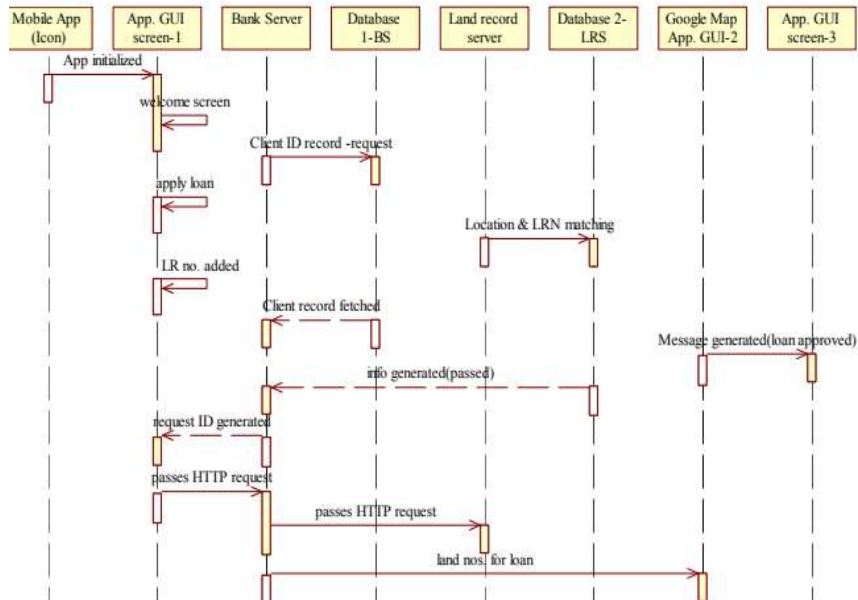 Mobile App
(Icon)
App. GUI
screen-1
Bank Server
Database
1-BS
Land record
server
Database 2-
LRS
Google Map
App. GUI-2
App. GUI
screen-3
App initialized
welcome screen
Client ID record -request
apply loan
Location & LRN matching
LR no. added
Client record fetched
Message generated(loan approved)
info generated(passed)
request ID generated
passes HTTP request
passes HTTP request
land nos. for loan